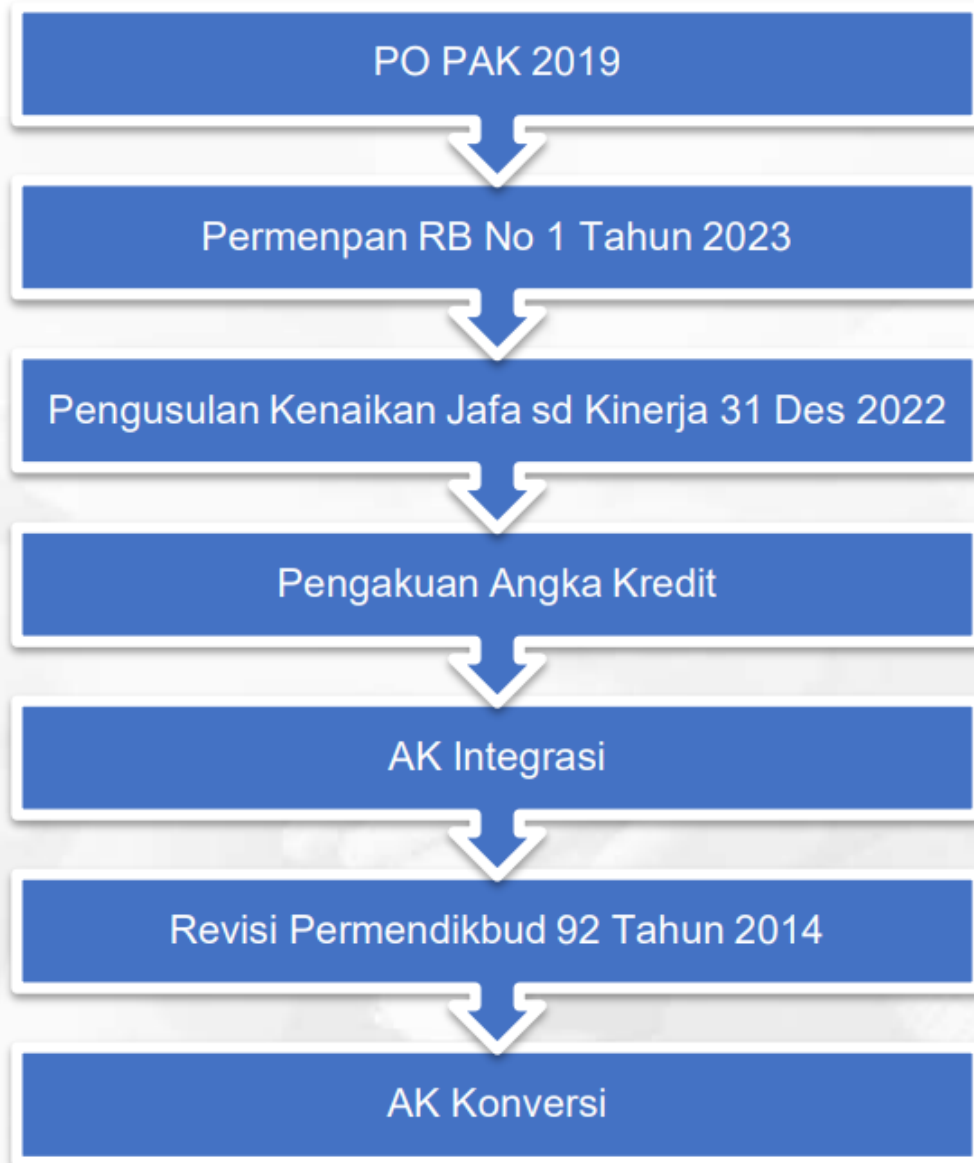 PO PAK 2019
Permenpan RB No 1 Tahun 2023
Pengusulan Kenaikan Jafa sd Kinerja 31 Des 2022
Pengakuan Angka Kredit
AK Integrasi
Revisi Permendikbud 92 Tahun 2014
AK Konversi